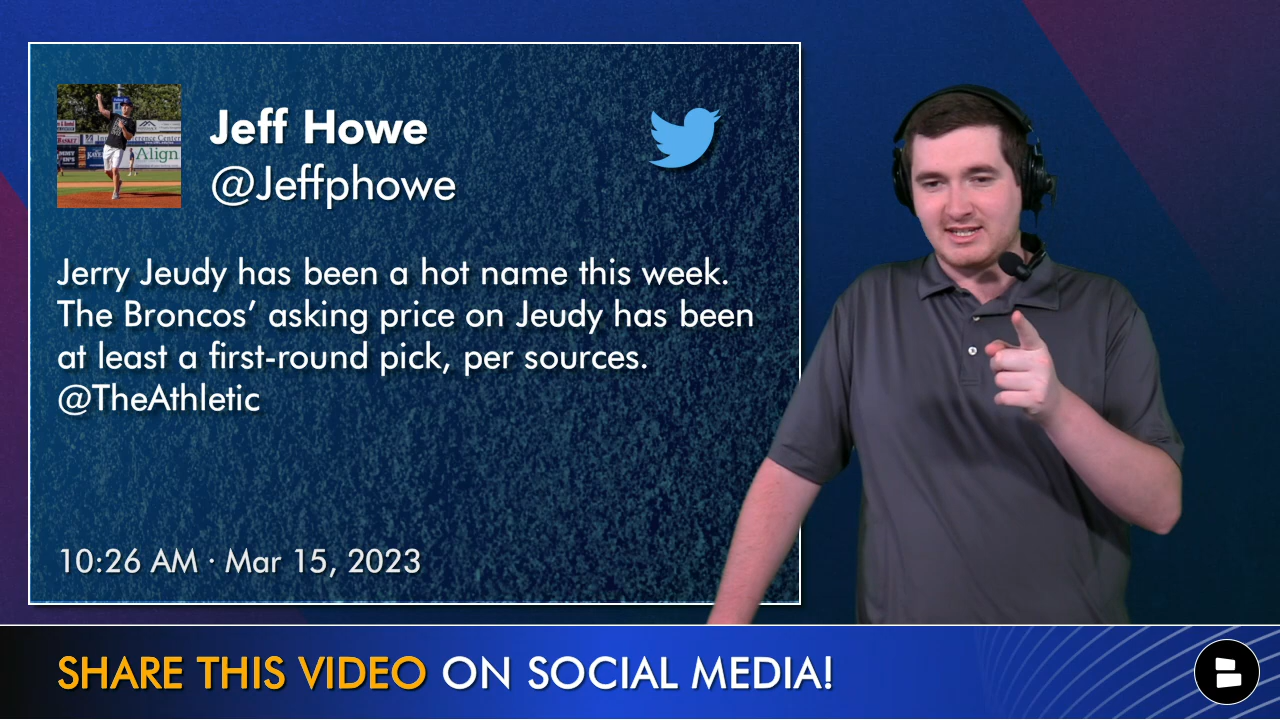 Jeff Howe
@Jeffphowe
Jerry Jeudy has been a hot name this week.
The Broncos’ asking price on Jeudy has been
at least a first-round pick, per sources.
@TheAthletic
10:26 AM · Mar 15, 2023
SHARE THIS VIDEO ON SOCIAL MEDIA!
Align